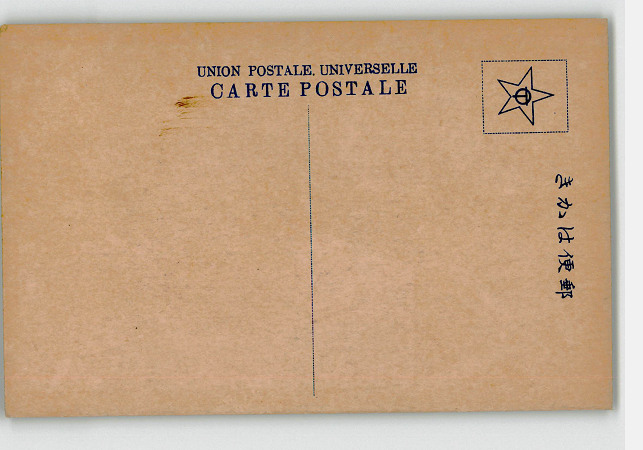 UNION POSTALE, UNIVERSELLE
CARTE POSTALE
きかは便郵